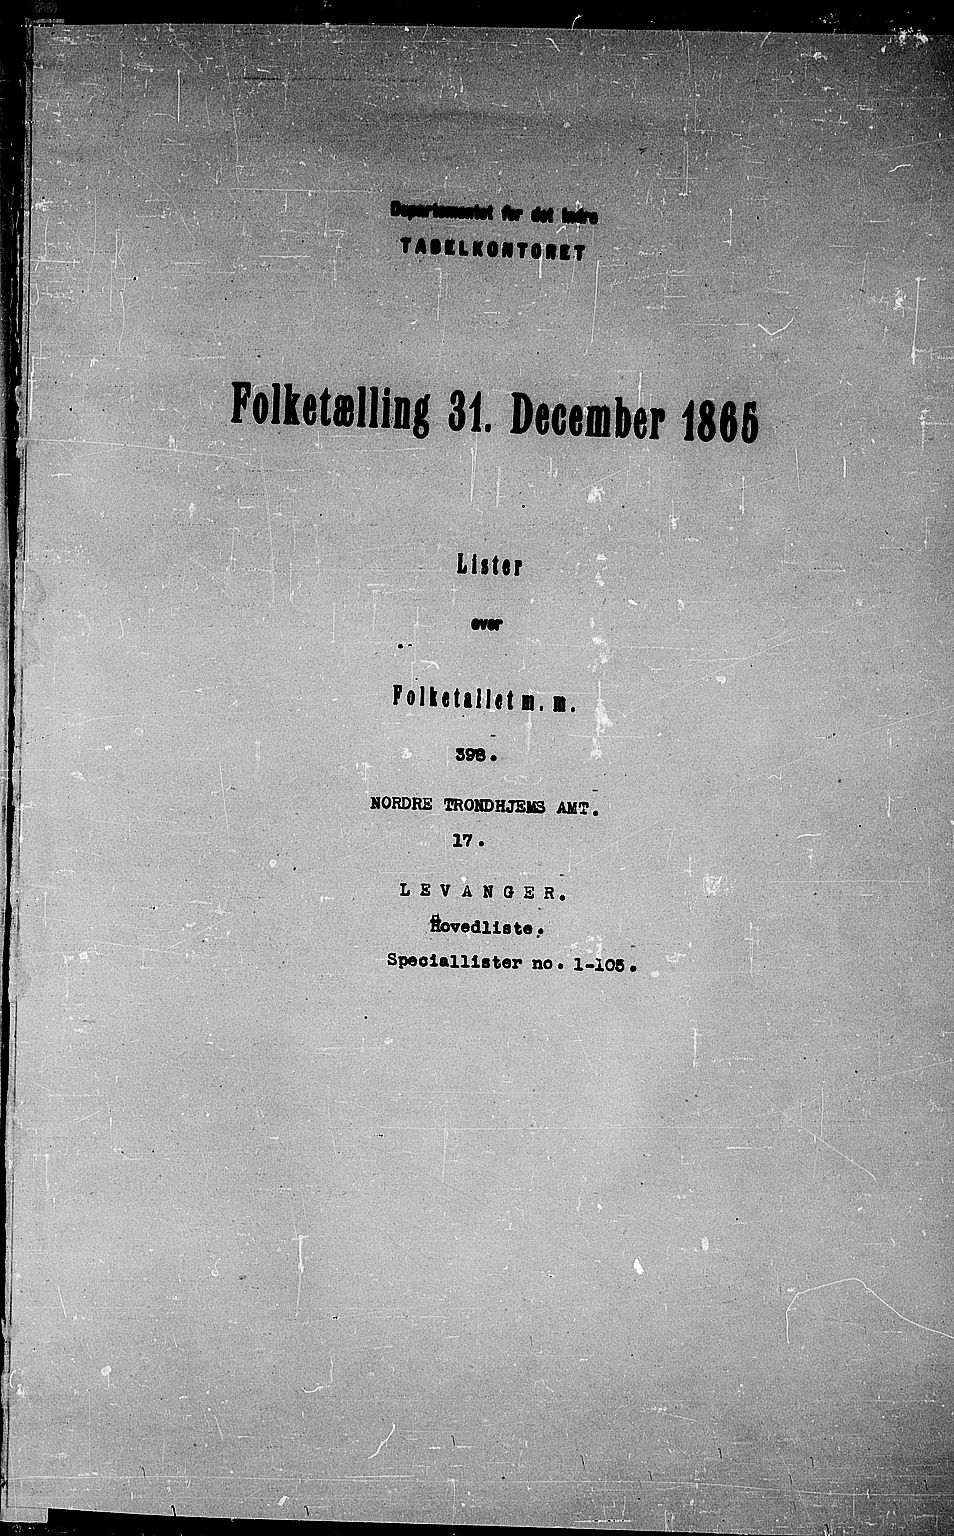 Departementet for det Indre
TABELKONTORET
Folketælling 31. December 1865
Lister
over
Folketallet m. m.
398.
NORDRE TRONDHJEMS AMT.
17.
LEVANGER.
Hovedliste.
Speciallister no. 1-105.